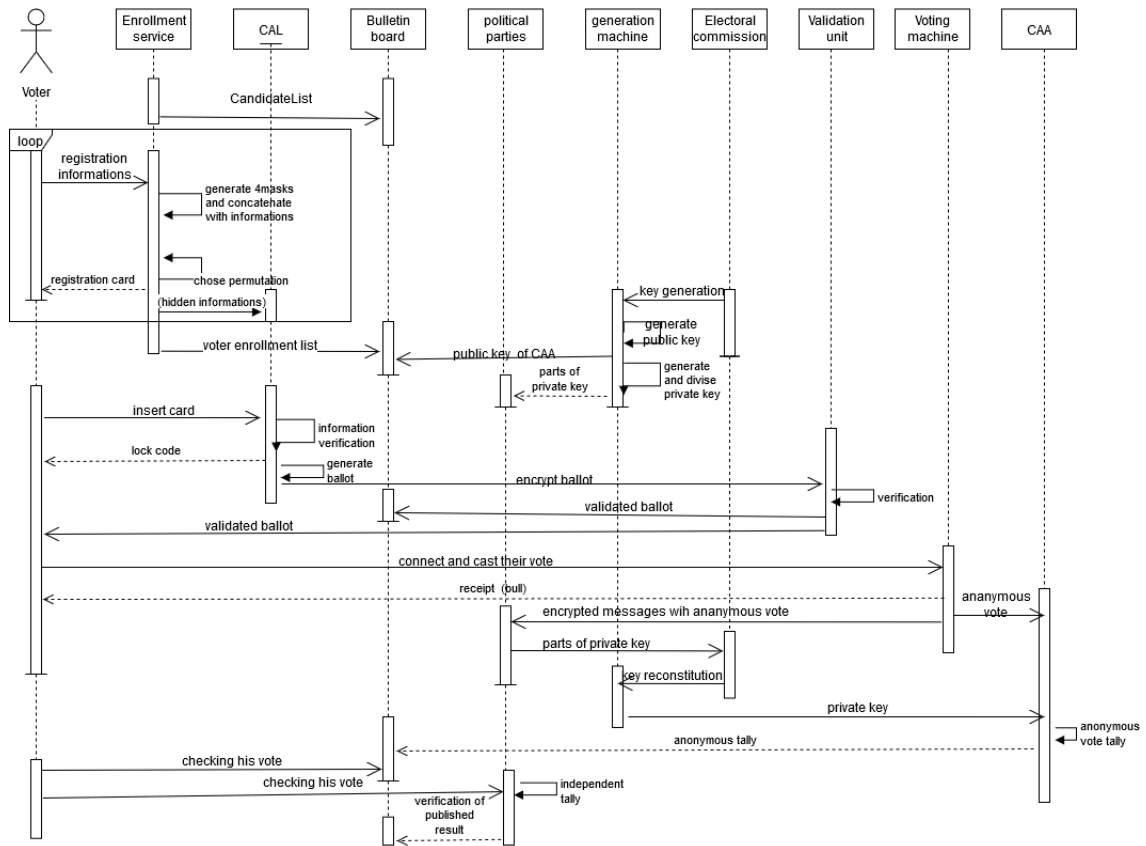 Enrollment
service
CAL
Bulletin
board
political
parties
generation
machine
Electoral
commission
Validation
unit
Voting
machine
CAA
Voter
CandidateList
loop
registration
informations
generate 4masks
and concatehate
with informations
chose permutation
registration card
(hidden informations)
key generation
generate
public key
voter enrollment list
public key of CAA
generate
and divise
private key
parts of
private key
insert card
information
verification
lock code
generate
ballot
encrypt ballot
verification
validated ballot
validated ballot
connect and cast their vote
receipt (bull)
ananymous
vote
encrypted messages wih ananymous vote
parts of private key
key reconstitution
private key
anonymous
vote tally
anonymous tally
checking his vote
checking his vote
independent
tally
verification of
published
result